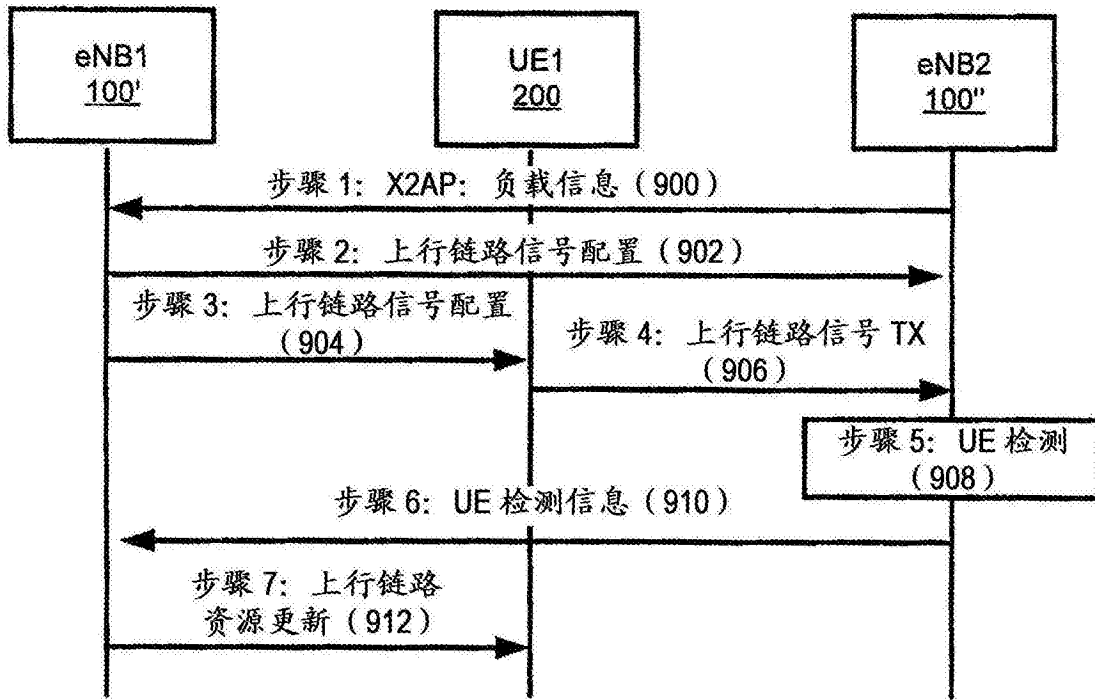 eNB1
100'
UE1
200
eNB2
100"
步骤 1：X2AP：负载信息（900）
步骤 2：上行链路信号配置（902）
步骤 3：上行链路信号配置
（904）
步骤 4：上行链路信号 TX
（906）
步骤 5：UE 检测
（908）
步骤 6：UE 检测信息（910）
步骤 7：上行链路
资源更新（912）